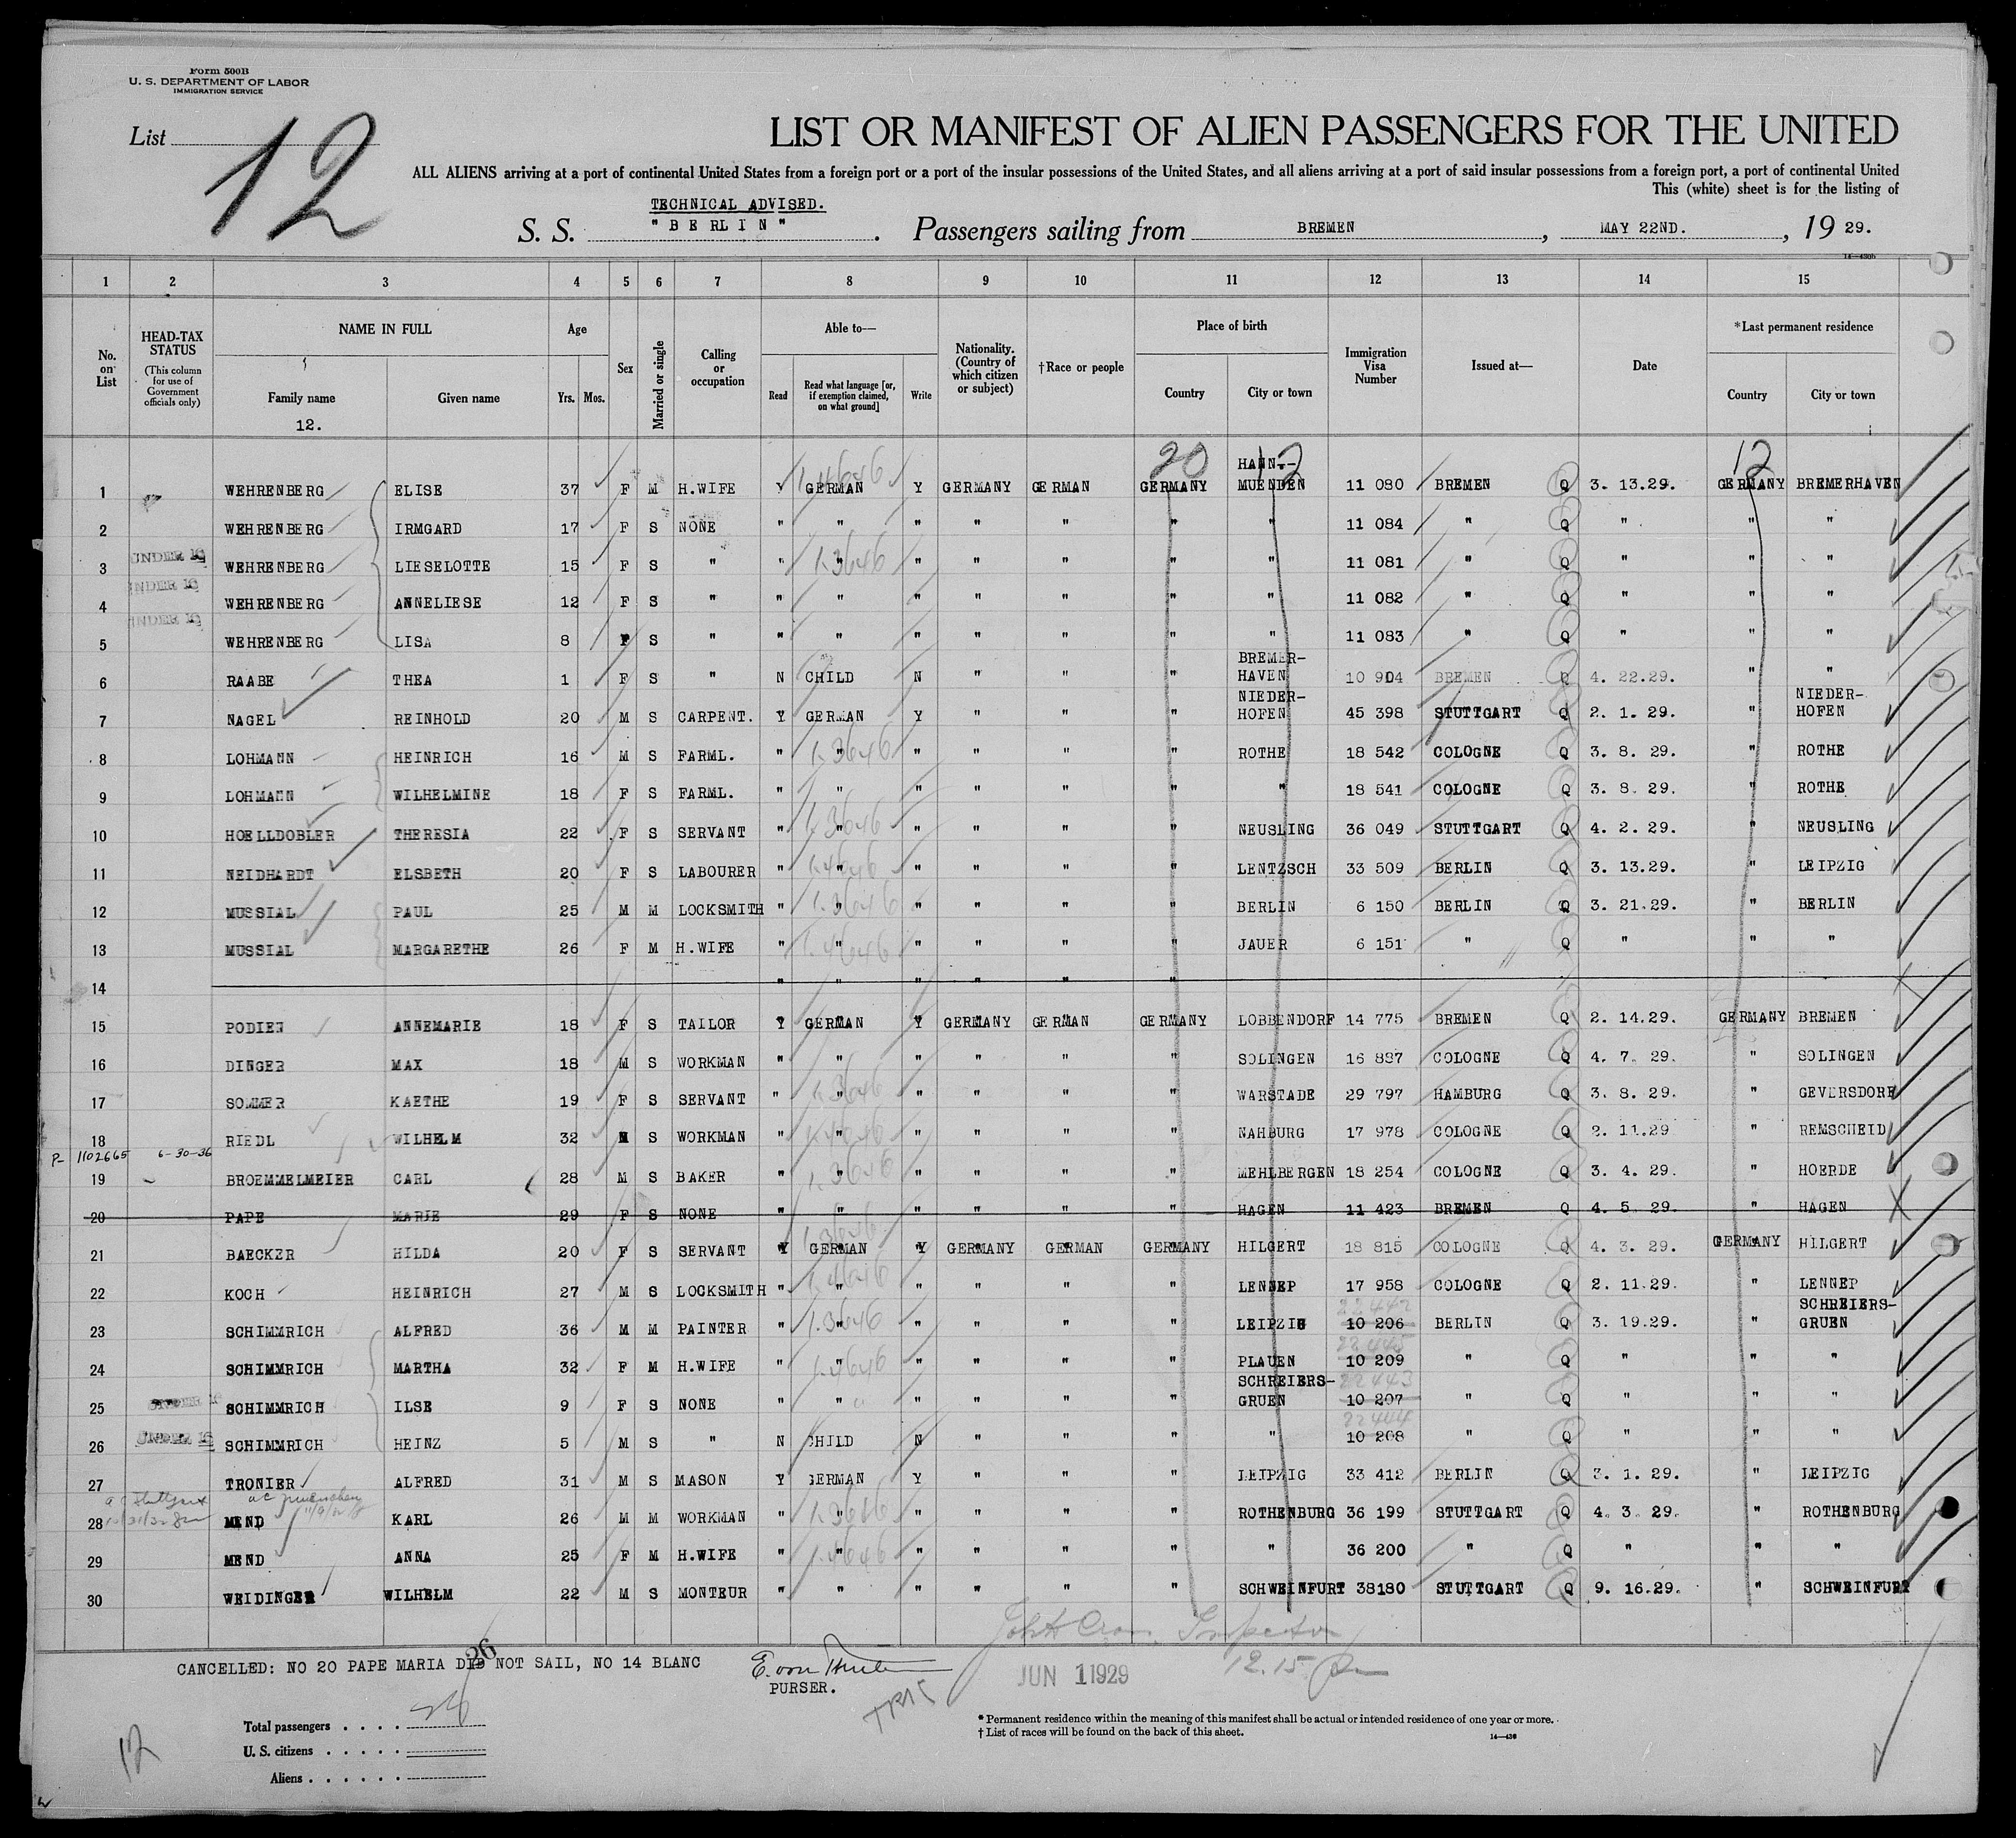 Form 500B
U. S. DEPARTMENT OF LABOR
IMMIGRATION SERVICE
List 12
LIST OR MANIFEST OF ALIEN PASSENGERS FOR THE UNITED
ALL ALIENS arriving at a port of continental United States from a foreign port or a port of the insular possessions of the United States, and all aliens arriving at a port of said insular possessions from a foreign port, a port of continental United
This (white) sheet is for the listing of
TECHNICAL ADVISED.
S. S. "BERLIN". Passengers sailing from BREMEN, MAY 22ND., 1929.
14—430b
1 2 3 4 5 6 7 8 9 10 11 12 13 14 15
No. on List
HEAD-TAX STATUS (This column for use of Government officials only)
NAME IN FULL Family name Given name
12.
Age Yrs. Mos.
Sex
Married or single
Calling or occupation
Able to— Read Read what language [or, if exemption claimed, on what ground] Write
Nationality. (Country of which citizen or subject)
†Race or people
Place of birth Country City or town
Immigration Visa Number
Issued at—
Date
*Last permanent residence Country City or town
20 12 12
1 WEHRENBERG ELISE 37 F M H.WIFE Y GERMAN Y GERMANY GERMAN GERMANY HANN.-MUENDEN 11 080 BREMEN Q 3. 13.29. GERMANY BREMERHAVEN
2 WEHRENBERG IRMGARD 17 F S NONE " " " " " " " 11 084 " Q " " "
UNDER 16
3 WEHRENBERG LIESELOTTE 15 F S " " " " " " " " 11 081 " Q " " "
UNDER 16
4 WEHRENBERG ANNELIESE 12 F S " " " " " " " " 11 082 " Q " " "
UNDER 16
5 WEHRENBERG LISA 8 F S " " " " " " " " 11 083 " Q " " "
6 RAABE THEA 1 F S " N CHILD N " " " BREMER-HAVEN 10 904 BREMEN Q 4. 22.29. " "
7 NAGEL REINHOLD 20 M S CARPENT. Y GERMAN Y " " " NIEDER-HOFEN 45 398 STUTTGART Q 2. 1. 29. " NIEDER-HOFEN
8 LOHMANN HEINRICH 16 M S FARML. " " " " " " ROTHE 18 542 COLOGNE Q 3. 8. 29. " ROTHE
9 LOHMANN WILHELMINE 18 F S FARML. " " " " " " " 18 541 COLOGNE Q 3. 8. 29. " ROTHE
10 HOELLDOBLER THERESIA 22 F S SERVANT " " " " " " NEUSLING 36 049 STUTTGART Q 4. 2. 29. " NEUSLING
11 NEIDHARDT ELSBETH 20 F S LABOURER " " " " " " LENTZSCH 33 509 BERLIN Q 3. 13.29. " LEIPZIG
12 MUSSIAL PAUL 25 M M LOCKSMITH " " " " " " BERLIN 6 150 BERLIN Q 3. 21.29. " BERLIN
13 MUSSIAL MARGARETHE 26 F M H.WIFE " " " " " " JAUER 6 151 " Q " " "
14 " " " " " "
15 PODIEN ANNEMARIE 18 F S TAILOR Y GERMAN Y GERMANY GERMAN GERMANY LOBBENDORF 14 775 BREMEN Q 2. 14.29. GERMANY BREMEN
16 DINGER MAX 18 M S WORKMAN " " " " " " SOLINGEN 16 887 COLOGNE Q 4. 7. 29. " SOLINGEN
17 SOMMER KAETHE 19 F S SERVANT " " " " " " WARSTADE 29 797 HAMBURG Q 3. 8. 29. " GEVERSDORF
18 RIEDL WILHELM 32 M S WORKMAN " " " " " " NAHBURG 17 978 COLOGNE Q 2. 11.29 " REMSCHEID
P- 1102665 6-30-36
19 BROEMMELMEIER CARL 28 M S BAKER " " " " " " MEHLBERGEN 18 254 COLOGNE Q 3. 4. 29. " HOERDE
20 PAPE MARIE 29 F S NONE " " " " " " HAGEN 11 423 BREMEN Q 4. 5 29. " HAGEN
21 BAECKER HILDA 20 F S SERVANT Y GERMAN Y GERMANY GERMAN GERMANY HILGERT 18 815 COLOGNE Q 4. 3. 29. GERMANY HILGERT
22 KOCH HEINRICH 27 M S LOCKSMITH " " " " " " LENNEP 17 958 COLOGNE Q 2. 11.29. " LENNEP
22442
23 SCHIMMRICH ALFRED 36 M M PAINTER " " " " " " LEIPZIG 10 206 BERLIN Q 3. 19.29. " SCHREIERS-GRUEN
22445
24 SCHIMMRICH MARTHA 32 F M H.WIFE " " " " " " PLAUEN 10 209 " Q " " "
22443
25 SCHIMMRICH ILSE 9 F S NONE " " " " " " SCHREIERS-GRUEN 10 207 " Q " " "
UNDER 16 22444
26 SCHIMMRICH HEINZ 5 M S " N CHILD N " " " " 10 208 " Q " " "
27 TRONIER ALFRED 31 M S MASON Y GERMAN Y " " " LEIPZIG 33 412 BERLIN Q 3. 1. 29. " LEIPZIG
28 MEND KARL 26 M M WORKMAN " " " " " " ROTHENBURG 36 199 STUTTGART Q 4. 3. 29. " ROTHENBURG
29 MEND ANNA 25 F M H.WIFE " " " " " " " 36 200 " Q " " "
30 WEIDINGER WILHELM 22 M S MONTEUR " " " " " " SCHWEINFURT 38180 STUTTGART Q 9. 16.29. " SCHWEINFURT
Inspector
12.15 pm
26
CANCELLED: NO 20 PAPE MARIA DID NOT SAIL, NO 14 BLANC
PURSER.
JUN 1 1929
Total passengers . . . .
U. S. citizens . . . . .
Aliens . . . . . .
12
* Permanent residence within the meaning of this manifest shall be actual or intended residence of one year or more.
† List of races will be found on the back of this sheet.
14—430